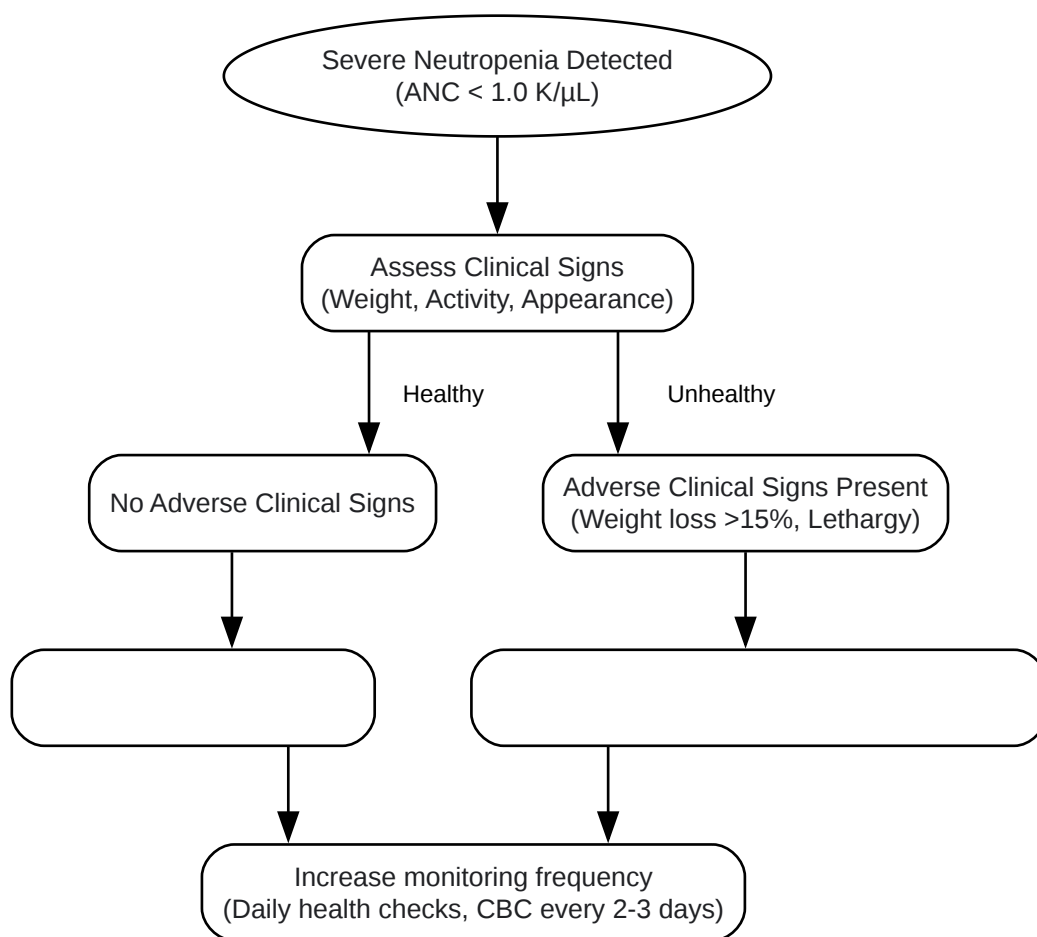 Severe Neutropenia Detected
(ANC < 1.0 K/µL)
Assess Clinical Signs
(Weight, Activity, Appearance)
Healthy
Unhealthy
No Adverse Clinical Signs
Adverse Clinical Signs Present
(Weight loss >15%, Lethargy)
Increase monitoring frequency
(Daily health checks, CBC every 2-3 days)